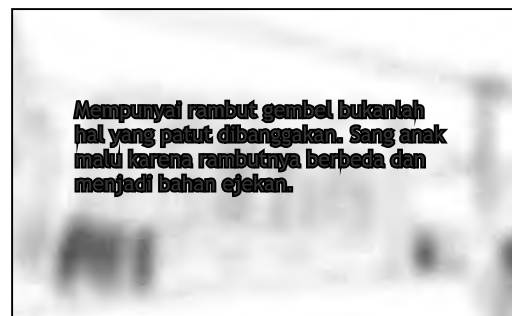 Mempunyai rambut gembel bukanlah
hal yang patut dibanggakan. Sang anak
malu karena rambutnya berbeda dan
menjadi bahan ejekan.